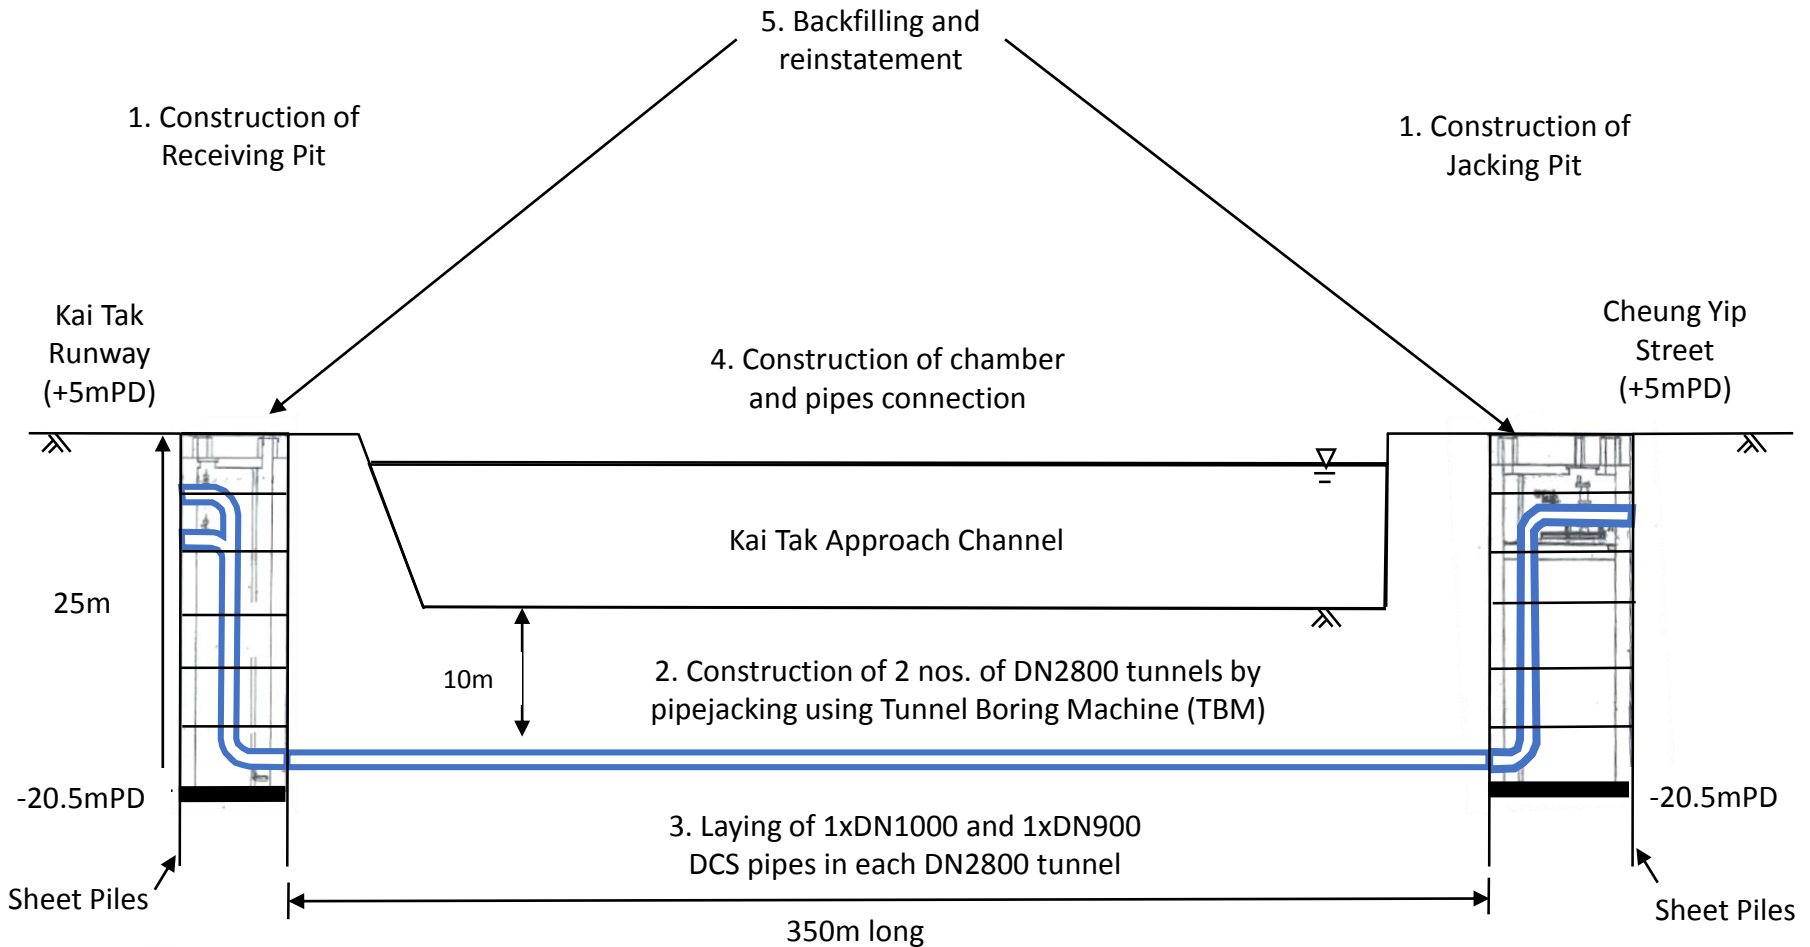 5. Backfilling and
reinstatement
1. Construction of
Receiving Pit
1. Construction of
Jacking Pit
Kai Tak
Runway
(+5mPD)
Cheung Yip
Street
(+5mPD)
4. Construction of chamber
and pipes connection
Kai Tak Approach Channel
25m
10m
2. Construction of 2 nos. of DN2800 tunnels by
pipejacking using Tunnel Boring Machine (TBM)
-20.5mPD
-20.5mPD
3. Laying of 1xDN1000 and 1xDN900
DCS pipes in each DN2800 tunnel
Sheet Piles
Sheet Piles
350m long